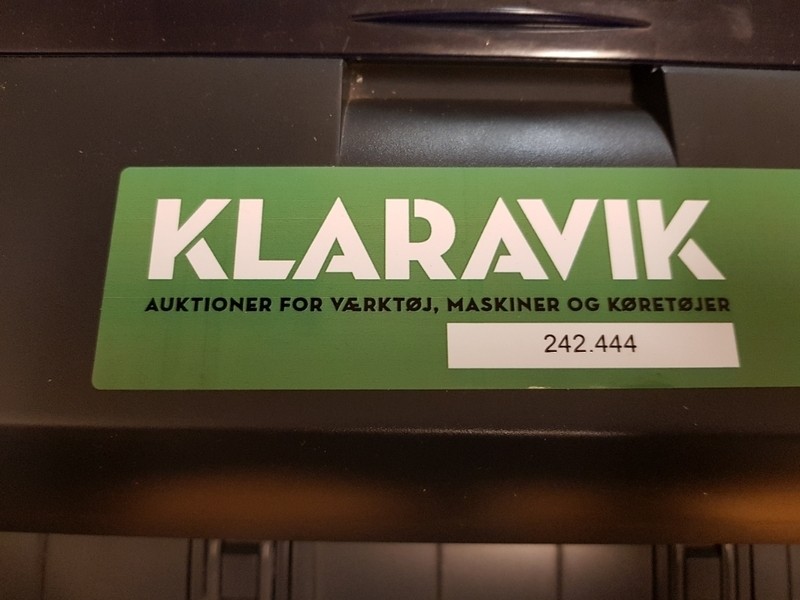 KLARAVIK
AUKTIONER FOR VÆRKTØJ, MASKINER OG KØRETØJER
242.444